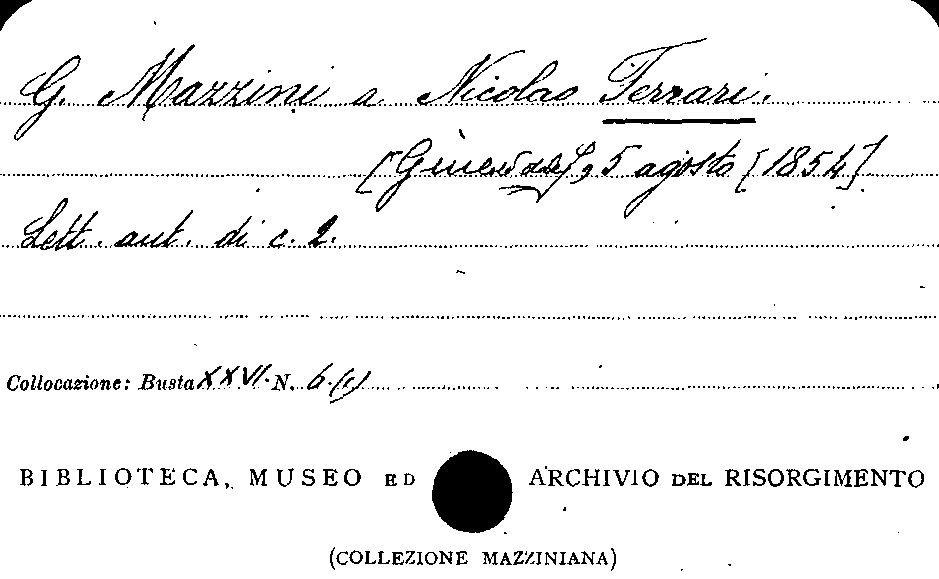 G. Mazzini a Nicolao Ferrari.
5 agosto [1854]
Lett. aut. di c. 2.
Collocazione: Busta XXVI. N. 6.(1)
BIBLIOTECA, MUSEO ED ARCHIVIO DEL RISORGIMENTO
(COLLEZIONE MAZZINIANA)